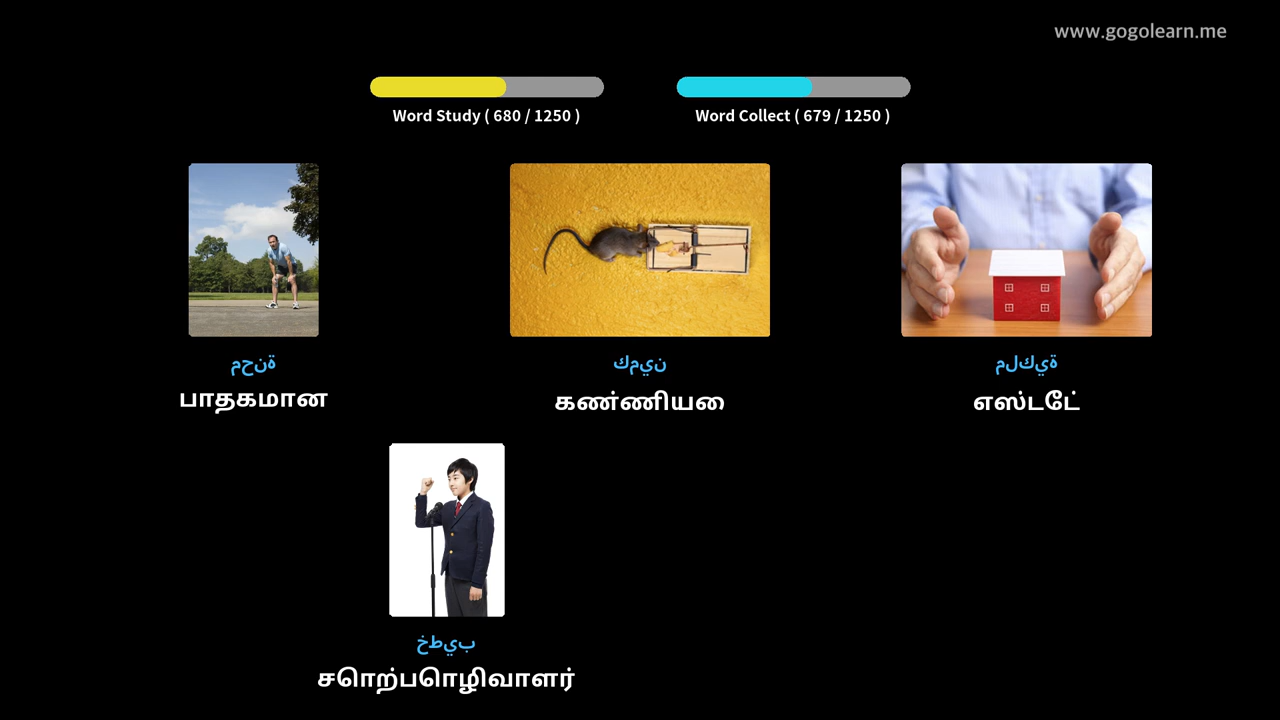 www.gogolearn.me
Word Study ( 680 / 1250 )
Word Collect ( 679 / 1250 )
محنة
பாதகமான
كمين
கண்ணியை
ملكية
எஸ்டேட்
خطيب
சொற்பொழிவாளர்